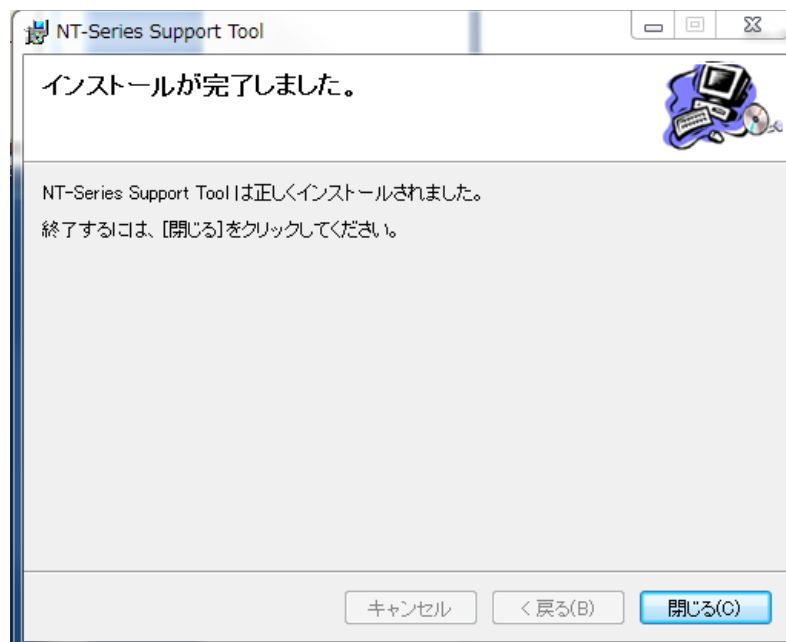 NT-Series Support Tool
インストールが完了しました。
NT-Series Support Tool は正しくインストールされました。
終了するには、[閉じる]をクリックしてください。
キャンセル
< 戻る(B)
閉じる(C)